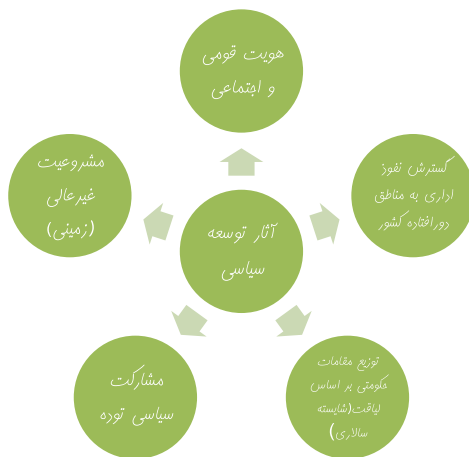 هویت قومی
و اجتماعی
گسترش نفوذ
اداری به مناطق
دورافتاده کشور
توزیع مقامات
حکومتی بر اساس
لیاقت(شایسته
سالاری)
مشارکت
سیاسی توده
مشروعیت
غیرعالی
(زمینی)
آثار توسعه
سیاسی